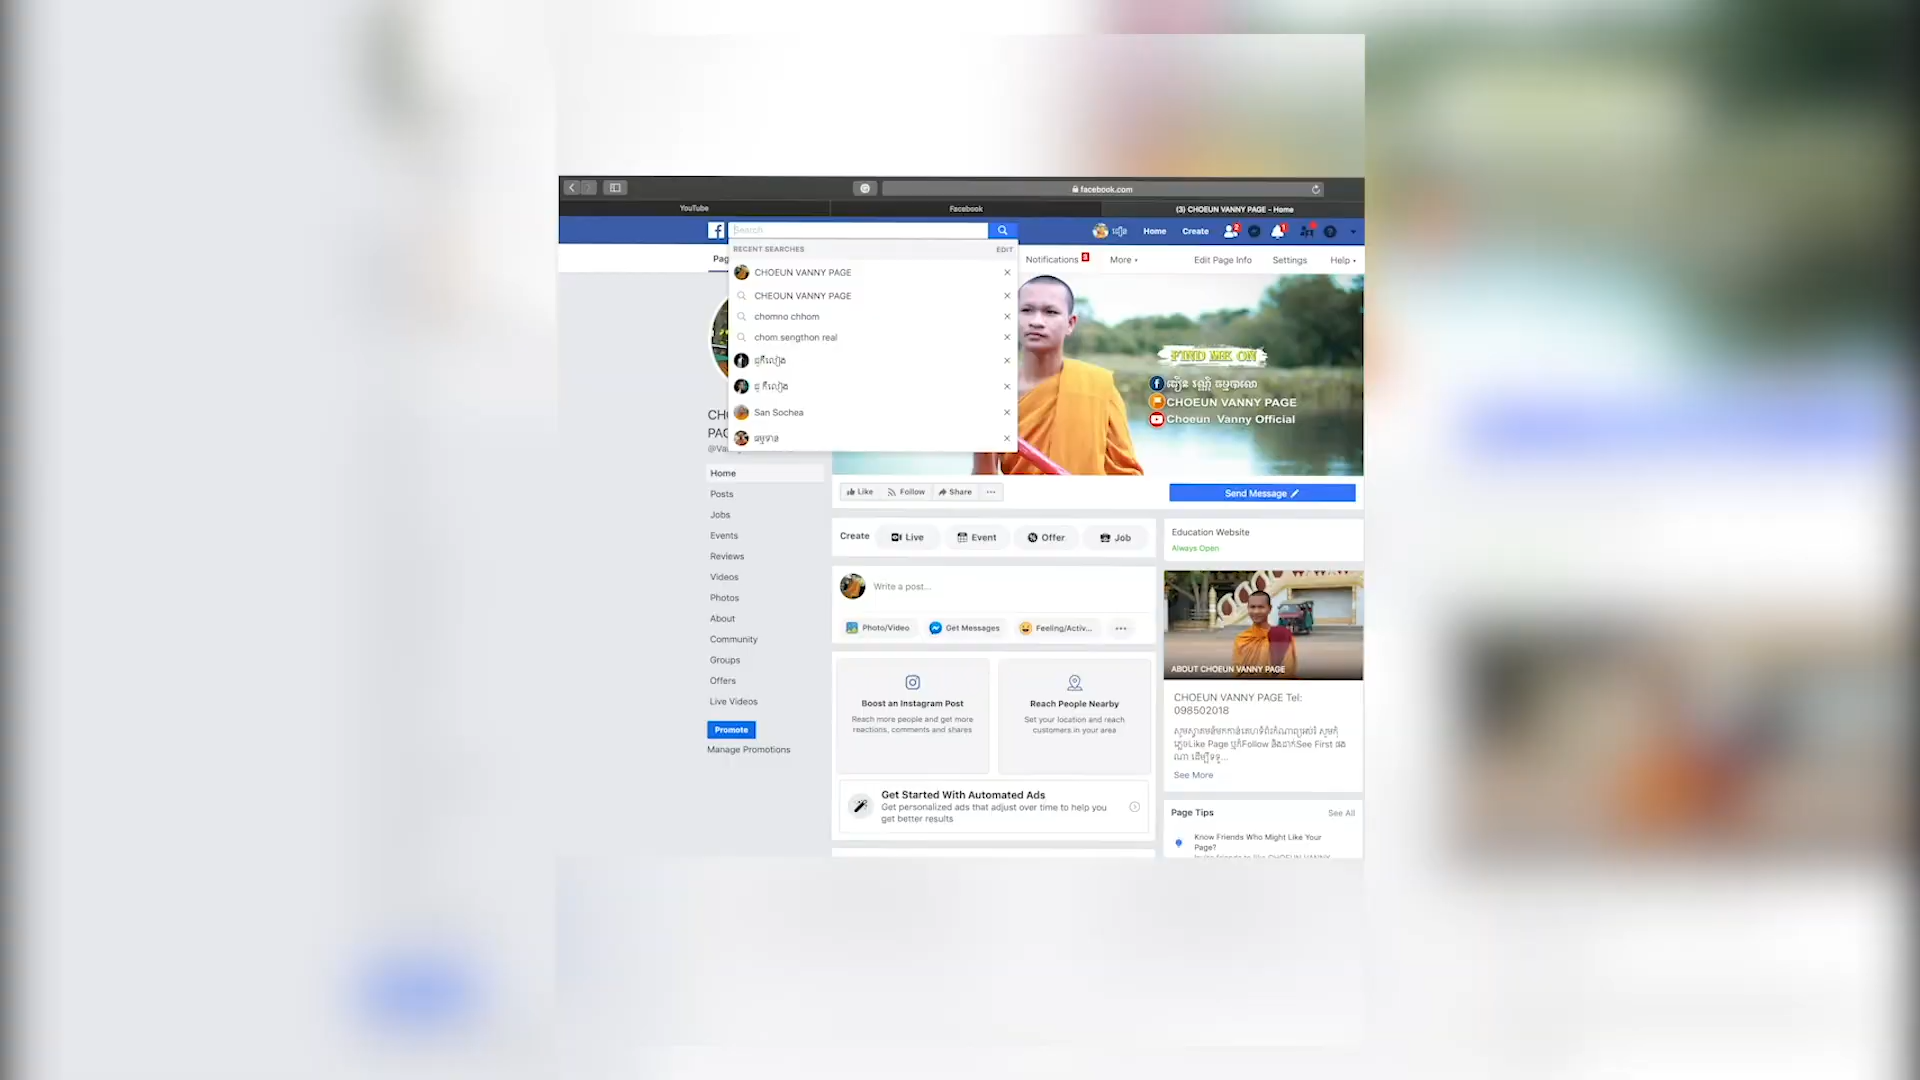 facebook.com
YouTube
Facebook
(3) CHOEUN VANNY PAGE - Home
Search
Home
Create
2
1
RECENT SEARCHES
EDIT
CHOEUN VANNY PAGE
CHEOUN VANNY PAGE
chomno chhom
chom sengthon real
San Sochea
ធម្មទាន
Notifications
More
Edit Page Info
Settings
Help
FIND ME ON
CHOEUN VANNY PAGE
Choeun Vanny Official
Home
Posts
Jobs
Events
Reviews
Videos
Photos
About
Community
Groups
Offers
Live Videos
Promote
Manage Promotions
Like
Follow
Share
Send Message
Create
Live
Event
Offer
Job
Write a post...
Photo/Video
Get Messages
Feeling/Activ...
Boost an Instagram Post
Reach more people and get more
reactions, comments and shares
Reach People Nearby
Set your location and reach
customers in your area
Get Started With Automated Ads
Get personalized ads that adjust over time to help you
get better results
Education Website
Always Open
ABOUT CHOEUN VANNY PAGE
CHOEUN VANNY PAGE Tel:
098502018
See More
Page Tips
See All
Know Friends Who Might Like Your
Page?